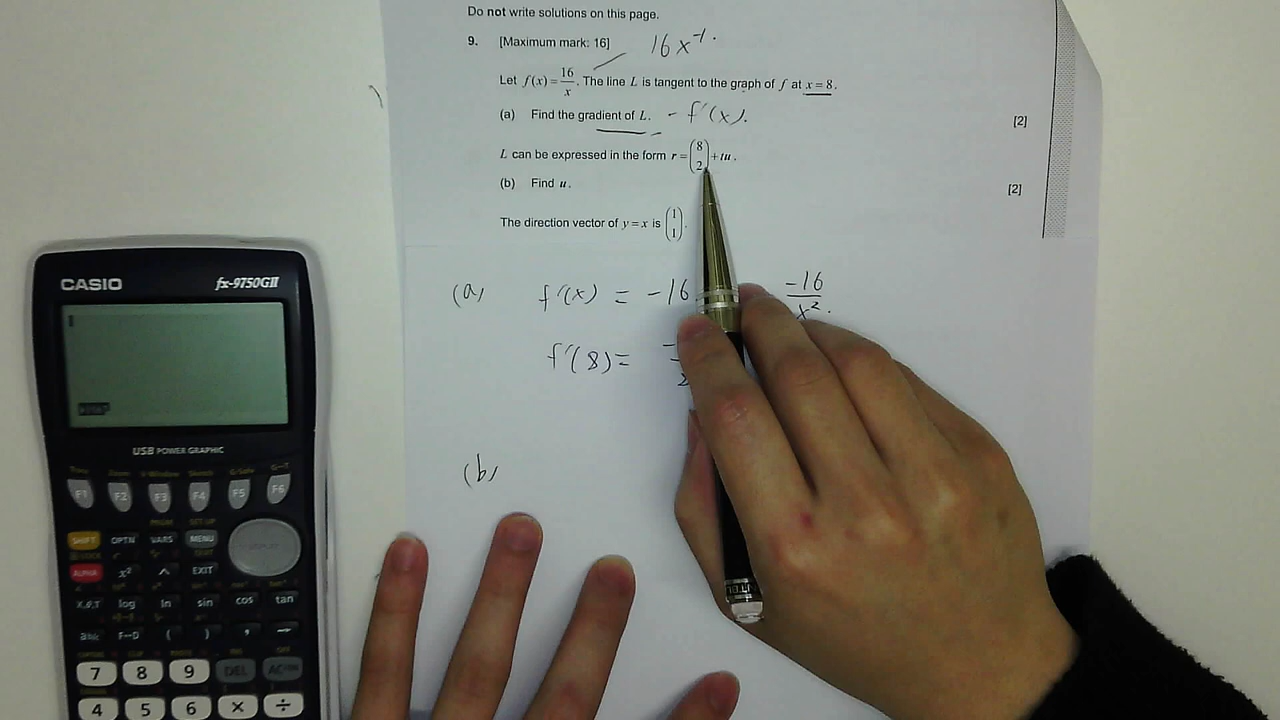 Do not write solutions on this page.
9. [Maximum mark: 16] 16x⁻¹.
Let f(x) = 16/x. The line L is tangent to the graph of f at x = 8.
(a) Find the gradient of L. - f'(x). [2]
L can be expressed in the form r = (8 2) + tu.
(b) Find u. [2]
The direction vector of y = x is (1 1).
(a) f'(x) = -16 -16/x².
f'(8) =
(b)
CASIO fx-9750GII
USB POWER GRAPHIC
F1 F2 F3 F4 F5 F6
SHIFT OPTN VARS MENU
ALPHA x² ^ EXIT
X,θ,T log ln sin cos tan
F↔D ( ) , →
7 8 9 DEL AC/ON
4 5 6 × ÷